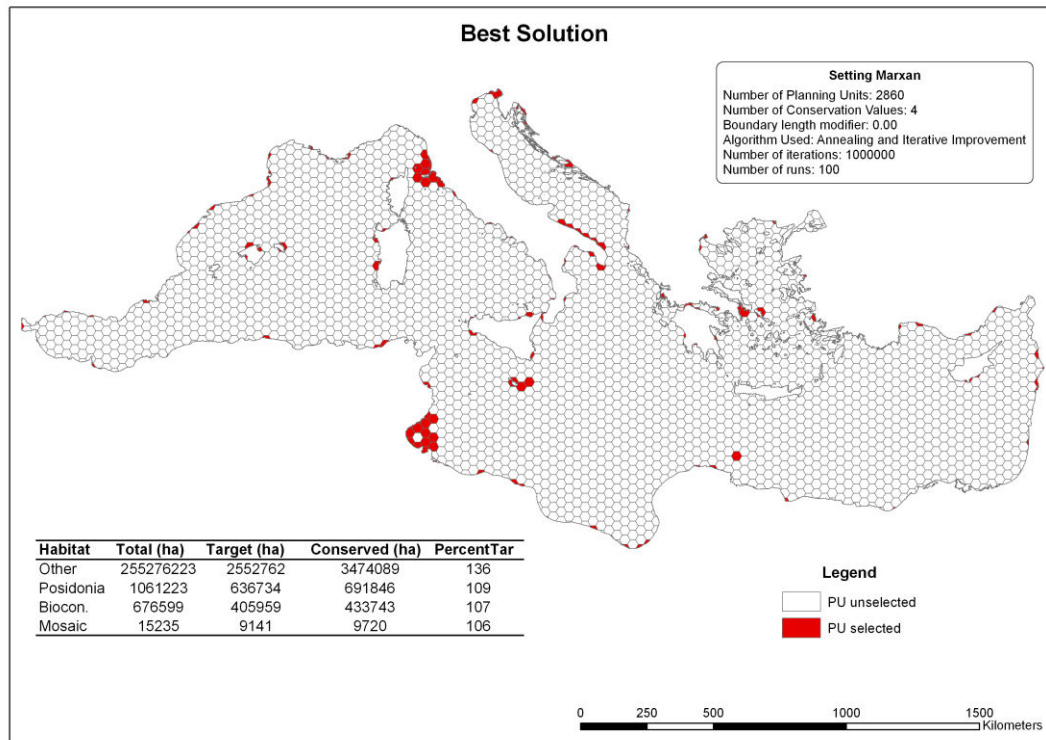 Best Solution
Setting Marxan
Number of Planning Units: 2860
Number of Conservation Values: 4
Boundary length modifier: 0.00
Algorithm Used: Annealing and Iterative Improvement
Number of iterations: 1000000
Number of runs: 100
Habitat Total (ha) Target (ha) Conserved (ha) PercentTar
Other 255276223 2552762 3474089 136
Posidonia 1061223 636734 691846 109
Biocon. 676599 405959 433743 107
Mosaic 15235 9141 9720 106
Legend
PU unselected
PU selected
0 250 500 1000 1500
Kilometers